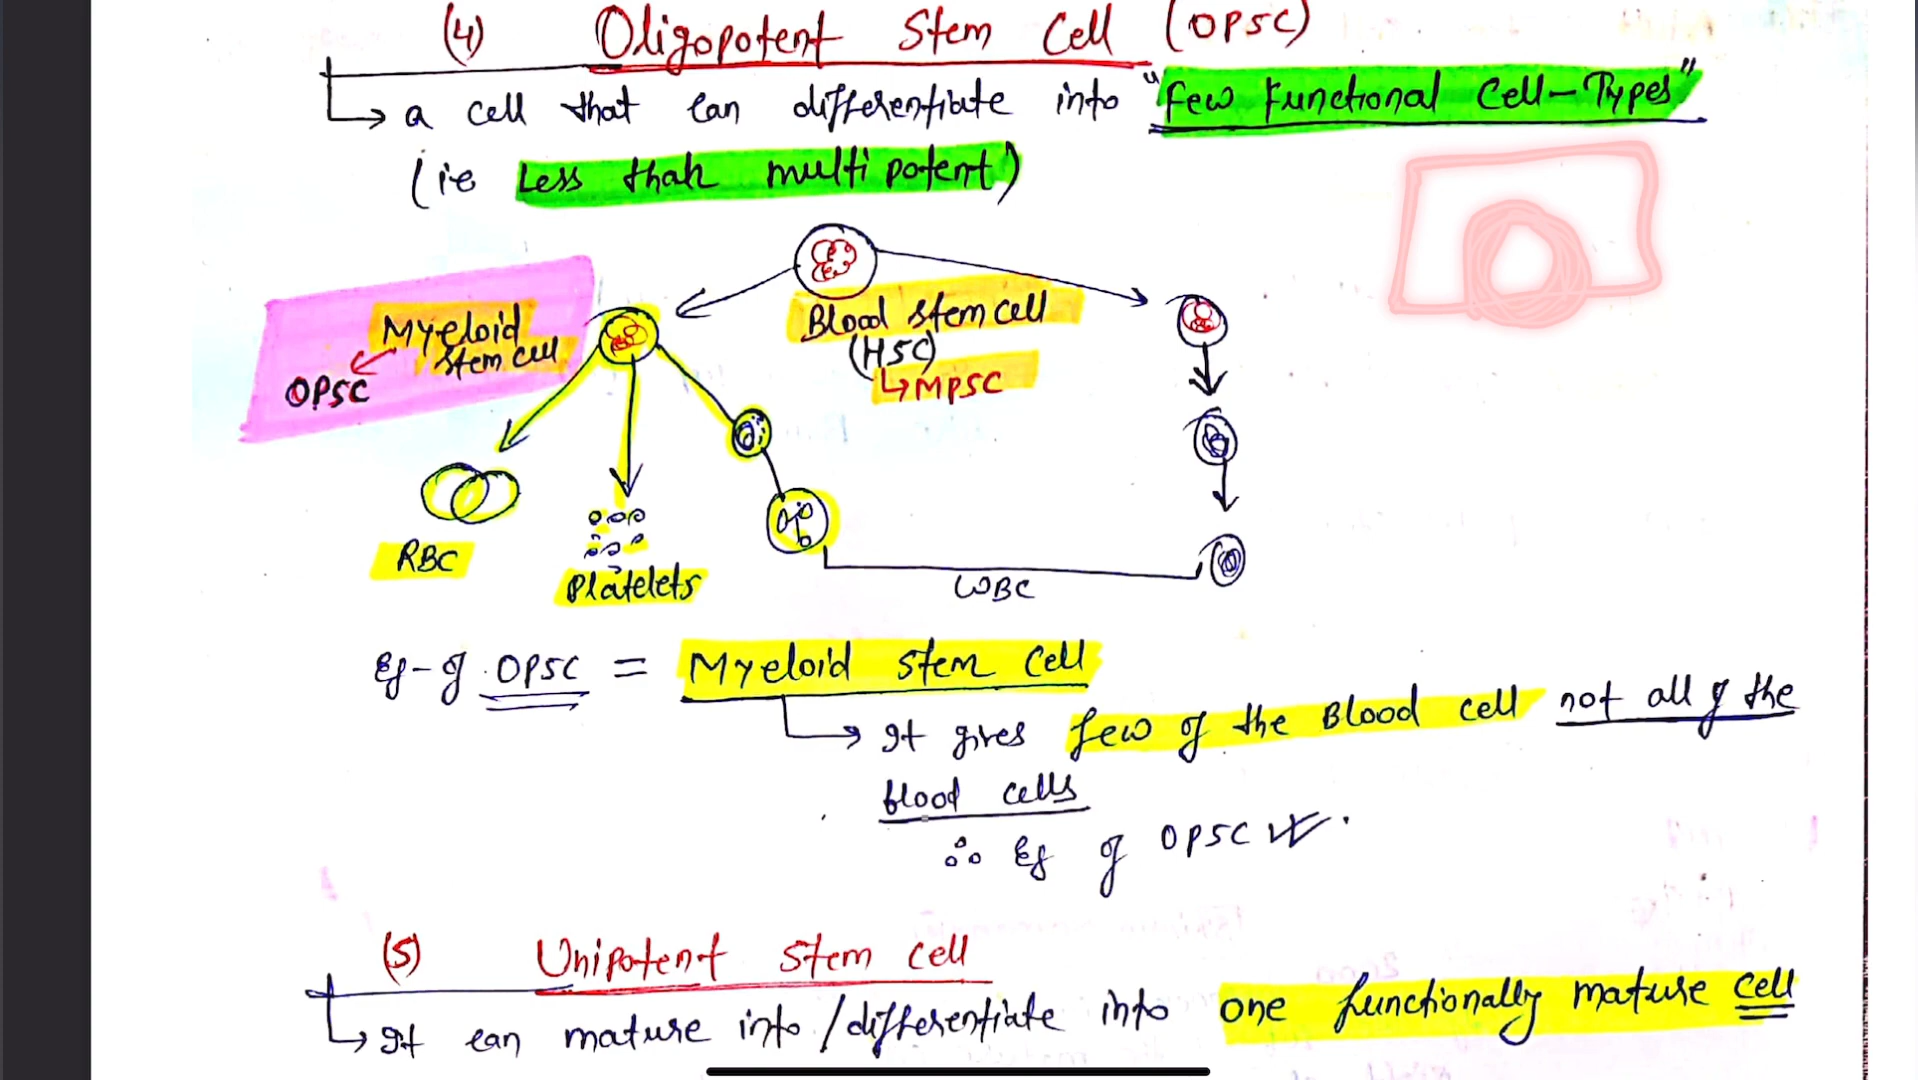 (4) Oligopotent Stem Cell (OPSC)
↳ a cell that can differentiate into "Few Functional Cell-Types"
(ie Less than multipotent)
Myeloid
stem cell
OPSC
Blood stem cell
(HSC)
↳ MPSC
RBC
Platelets
WBC
OPSC = Myeloid stem cell
↳ It gives few of the Blood cell not all of the
blood cells
∴ Eg of OPSC
(5) Unipotent stem cell
↳ It can mature into / differentiate into one functionally mature cell